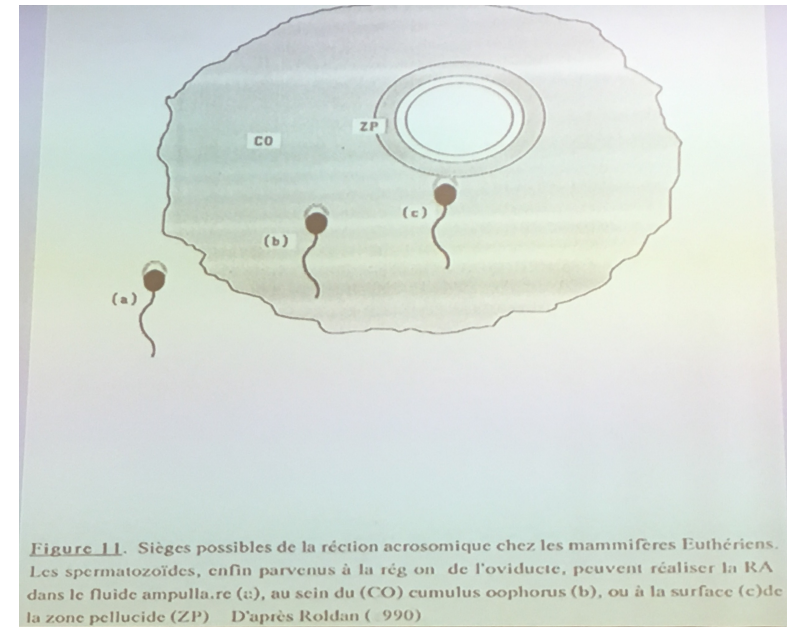 CO
ZP
(c)
(b)
(a)
Figure 11. Sièges possibles de la réction acrosomique chez les mammifères Euthériens.
Les spermatozoïdes, enfin parvenus à la rég on de l'oviducte, peuvent réaliser la RA
dans le fluide ampulla.re (a), au sein du (CO) cumulus oophorus (b), ou à la surface (c)de
la zone pellucide (ZP) D'après Roldan ( 990)